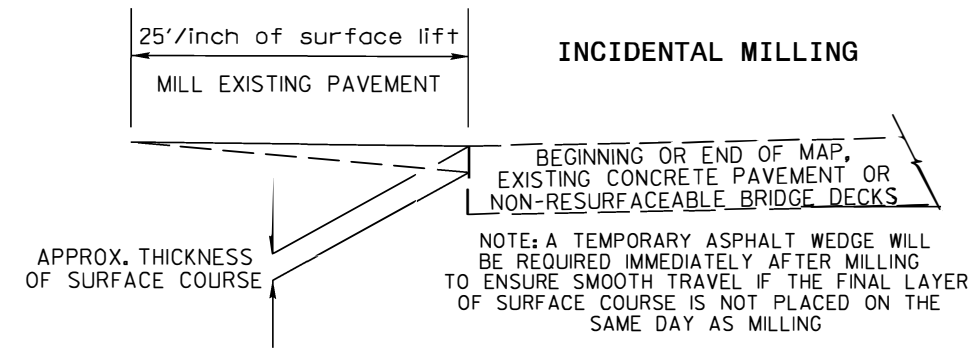 25'/inch of surface lift
INCIDENTAL MILLING
MILL EXISTING PAVEMENT
BEGINNING OR END OF MAP,
EXISTING CONCRETE PAVEMENT OR
NON-RESURFACEABLE BRIDGE DECKS
APPROX. THICKNESS
OF SURFACE COURSE
NOTE: A TEMPORARY ASPHALT WEDGE WILL
BE REQUIRED IMMEDIATELY AFTER MILLING
TO ENSURE SMOOTH TRAVEL IF THE FINAL LAYER
OF SURFACE COURSE IS NOT PLACED ON THE
SAME DAY AS MILLING